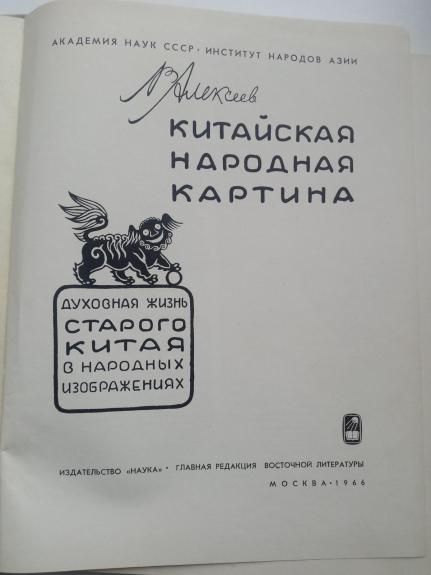 АКАДЕМИЯ НАУК СССР · ИНСТИТУТ НАРОДОВ АЗИИ
В. Алексеев
КИТАЙСКАЯ
НАРОДНАЯ
КАРТИНА
ДУХОВНАЯ ЖИЗНЬ
СТАРОГО
КИТАЯ
В НАРОДНЫХ
ИЗОБРАЖЕНИЯХ
ИЗДАТЕЛЬСТВО «НАУКА» · ГЛАВНАЯ РЕДАКЦИЯ ВОСТОЧНОЙ ЛИТЕРАТУРЫ
МОСКВА · 1966